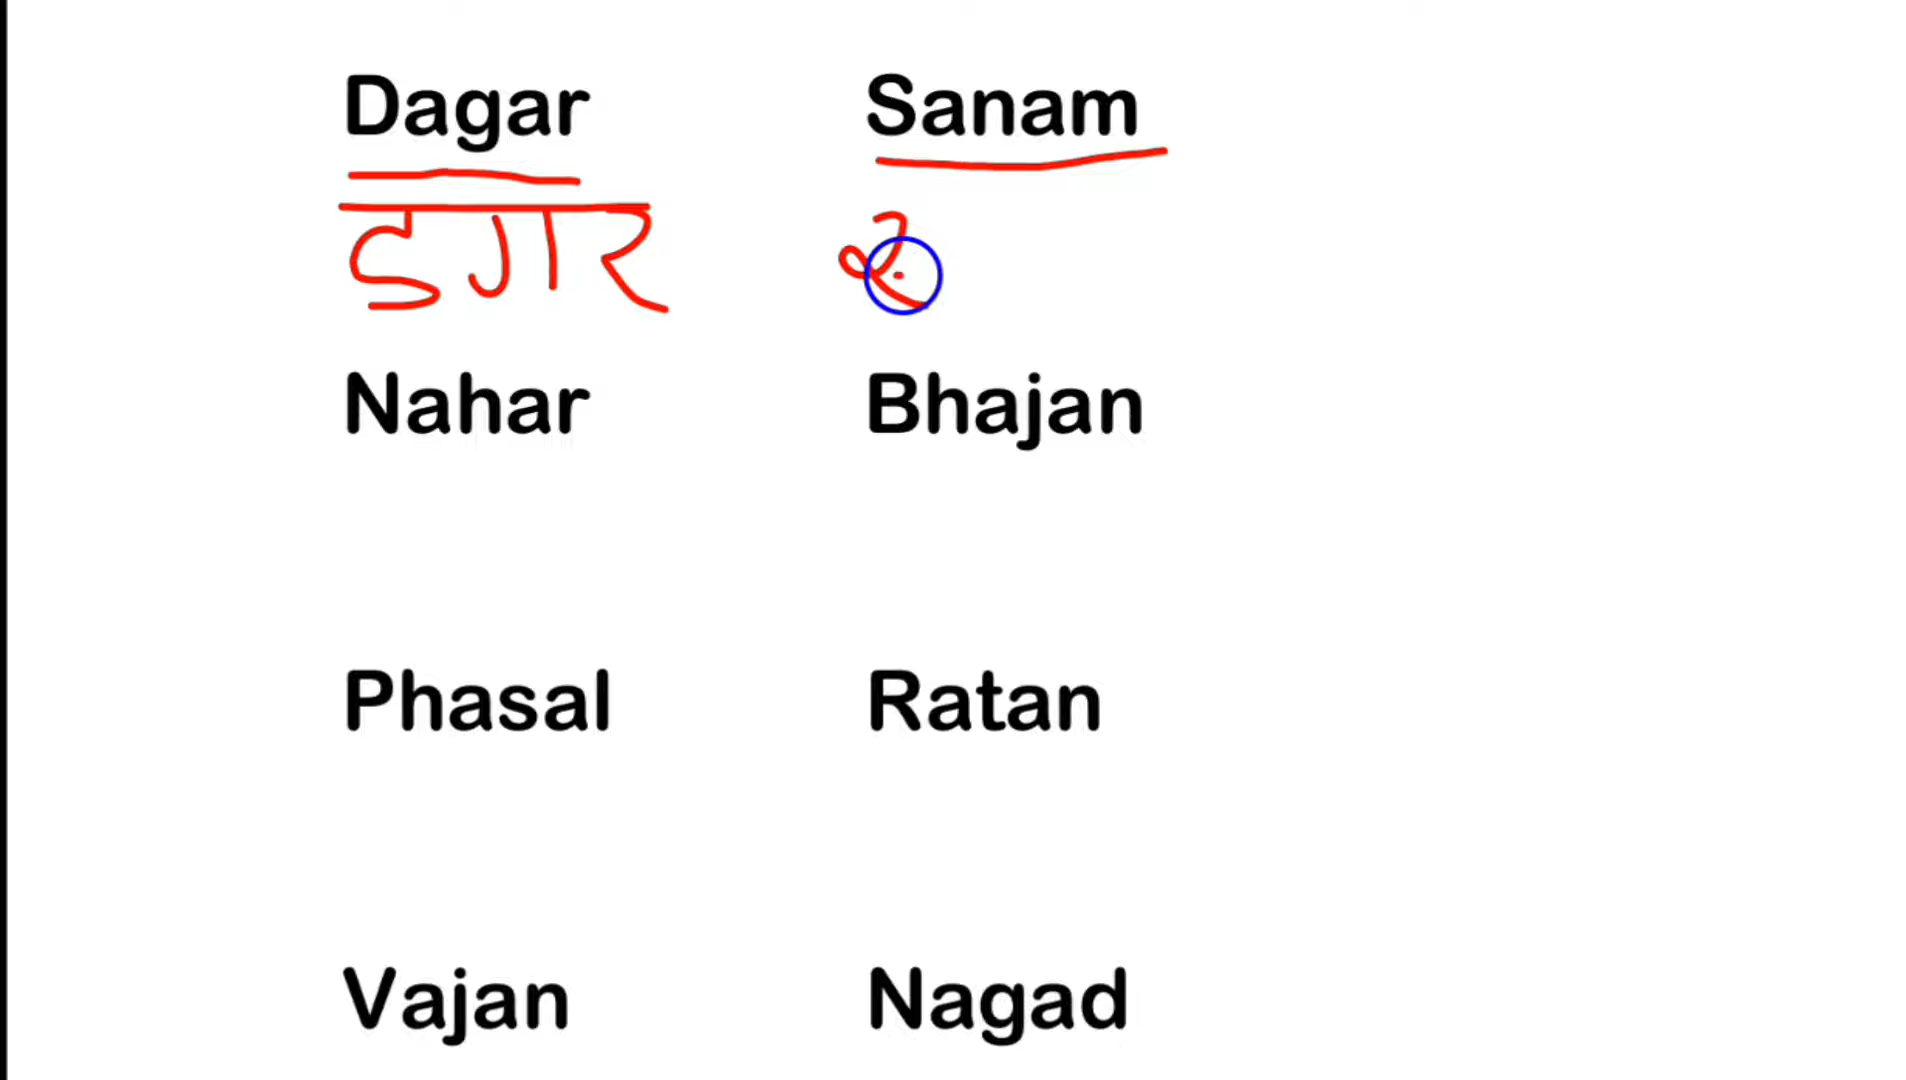 Dagar Sanam
डगर
Nahar Bhajan
Phasal Ratan
Vajan Nagad